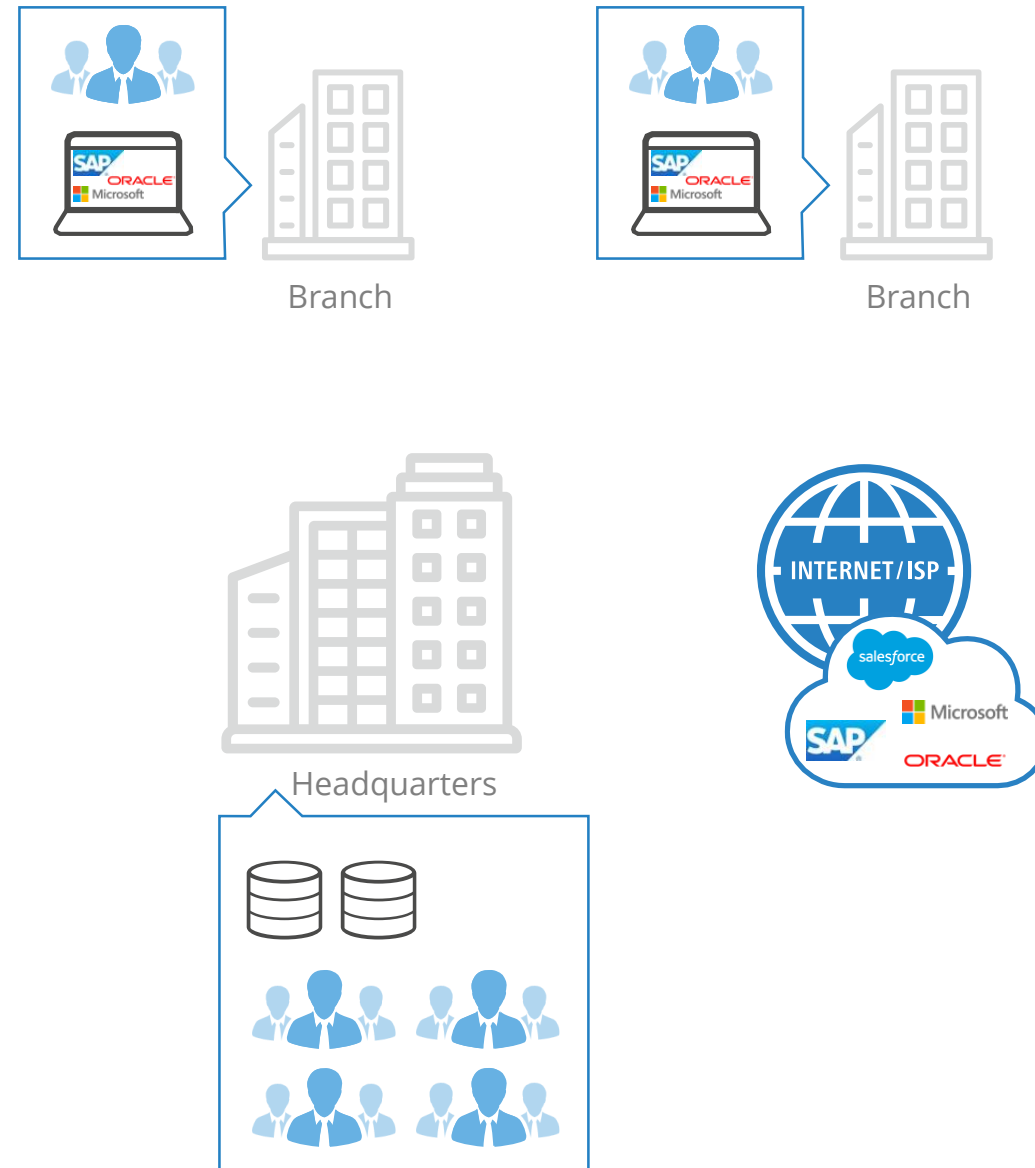 SAP
ORACLE
Microsoft
Branch
SAP
ORACLE
Microsoft
Branch
INTERNET/ISP
salesforce
Microsoft
SAP
ORACLE
Headquarters